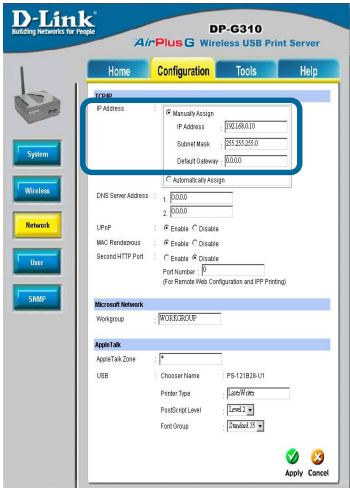 D-Link
Building Networks for People
DP-G310
AirPlus G Wireless USB Print Server
Home Configuration Tools Help
TCP/IP
IP Address : Manually Assign
IP Address : 192.168.0.10
Subnet Mask : 255.255.255.0
Default Gateway : 0.0.0.0
Automatically Assign
System
Wireless
Network
User
SNMP
DNS Server Address : 1. 0.0.0.0
2. 0.0.0.0
UPnP : Enable Disable
MAC Rendezvous : Enable Disable
Second HTTP Port : Enable Disable
Port Number : 0
(For Remote Web Configuration and IPP Printing)
Microsoft Network
Workgroup : WORKGROUP
AppleTalk
AppleTalk Zone : *
USB : Chooser Name : PS-121B28-U1
Printer Type : LaserWriter
PostScript Level : Level 2
Font Group : Standard 35
Apply Cancel